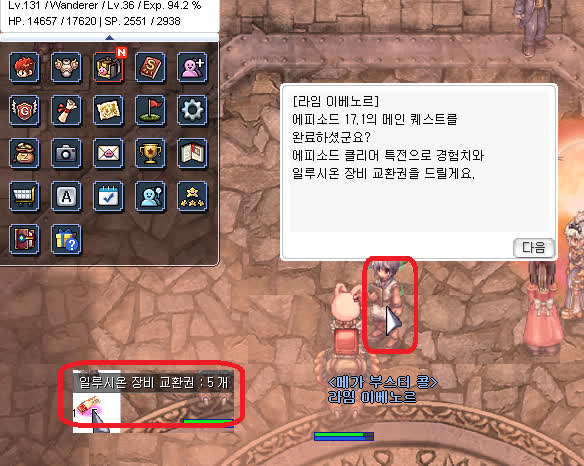 Lv.131 / Wanderer / Lv.36 / Exp. 94.2 %
HP. 14657 / 17620 | SP. 2551 / 2938
N
S
G
A
?
[라임 이베노르]
에피소드 17.1의 메인 퀘스트를
완료하셨군요?
에피소드 클리어 특전으로 경험치와
일루시온 장비 교환권을 드릴게요.
다음
일루시온 장비 교환권 : 5 개
1
<메가 부스터 콜>
라임 이베노르